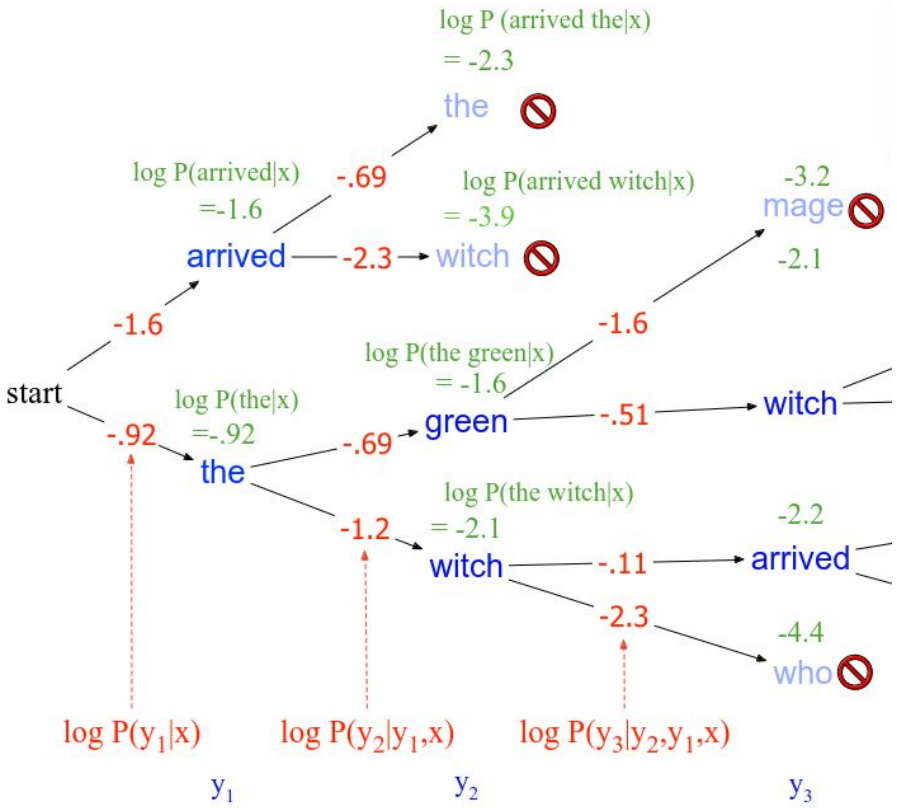 log P (arrived the|x)
= -2.3
the
log P(arrived|x)
=-1.6
-.69
log P(arrived witch|x)
= -3.9
-3.2
mage
arrived
-2.3
witch
-2.1
-1.6
-1.6
log P(the green|x)
= -1.6
start
log P(the|x)
=-.92
green
-.51
witch
-.92
-.69
the
log P(the witch|x)
= -2.1
-1.2
witch
-.11
-2.2
arrived
-2.3
-4.4
who
log P(y₁|x)
log P(y₂|y₁,x)
log P(y₃|y₂,y₁,x)
y₁
y₂
y₃